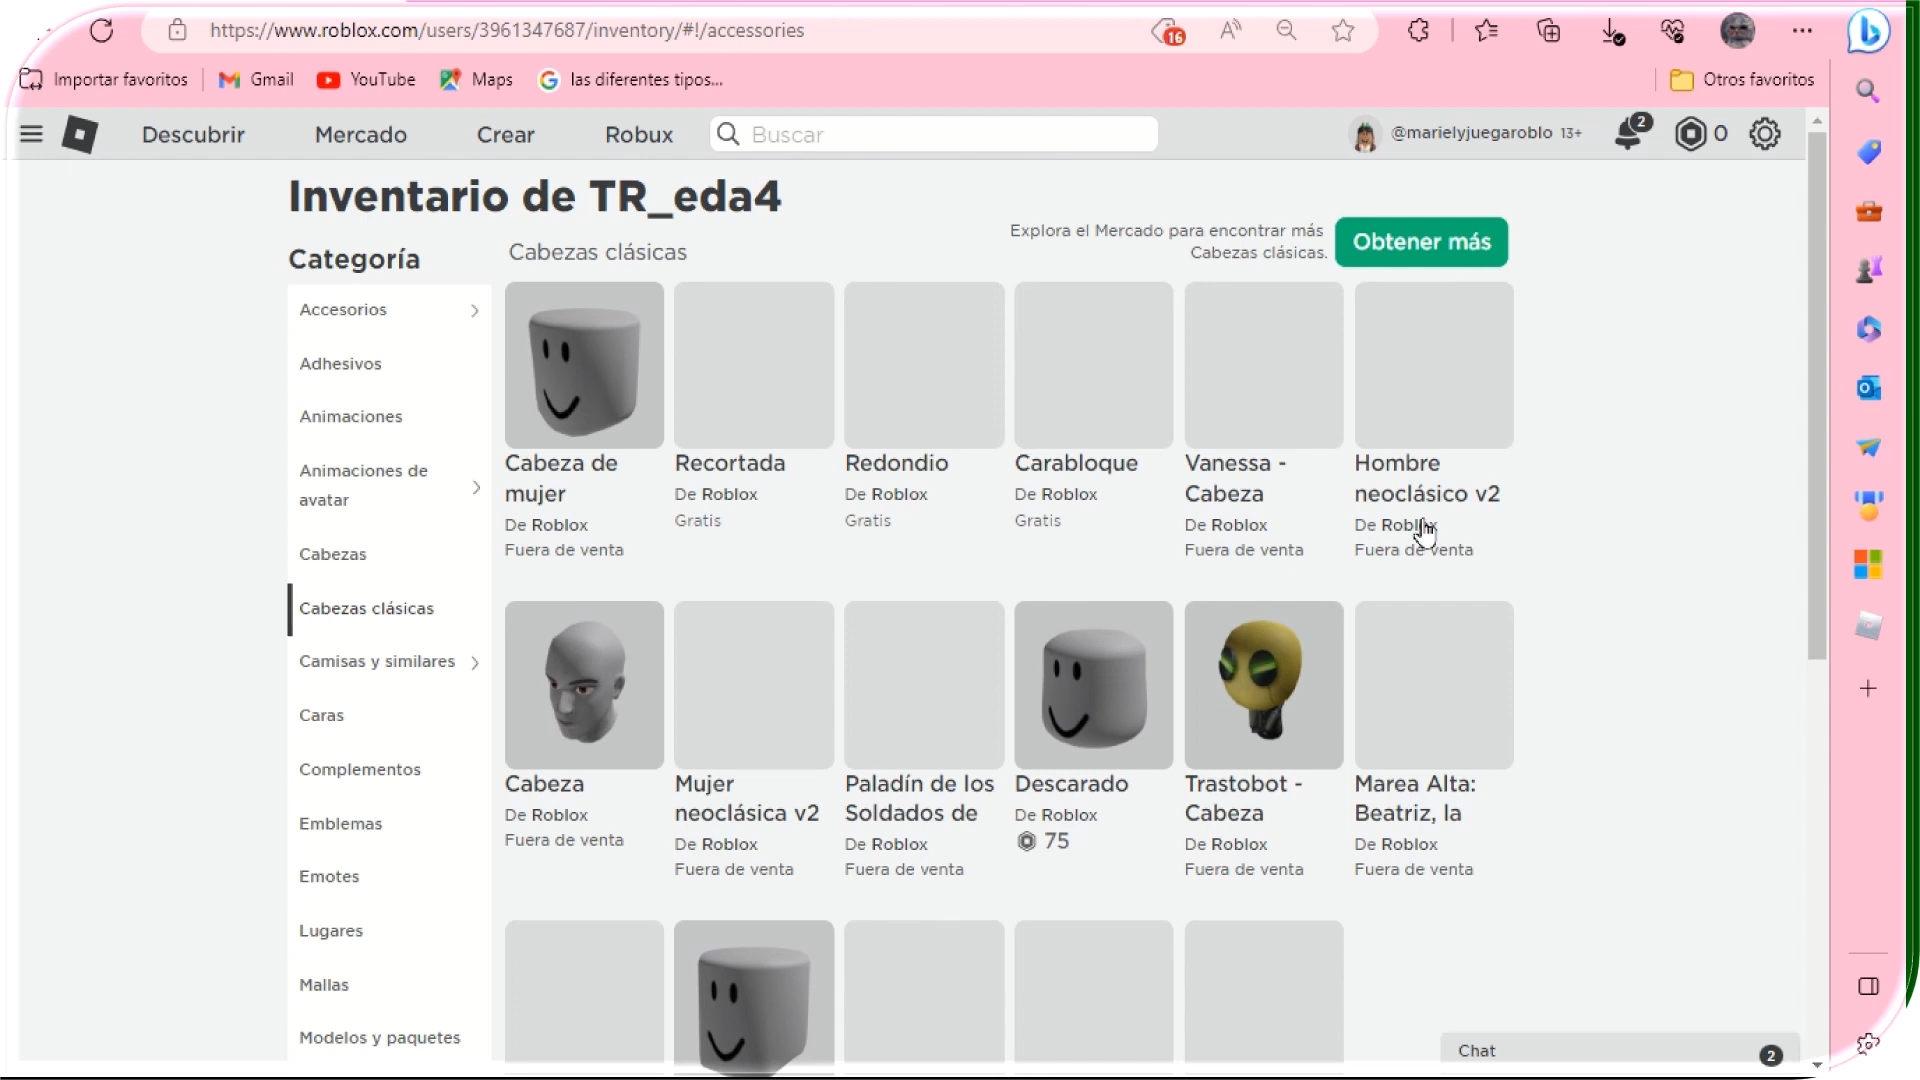 https://www.roblox.com/users/3961347687/inventory/#!/accessories
16
Importar favoritos
Gmail
YouTube
Maps
las diferentes tipos...
Otros favoritos
Descubrir
Mercado
Crear
Robux
Buscar
@marielyjuegaroblo 13+
2
0
Inventario de TR_eda4
Categoría
Cabezas clásicas
Explora el Mercado para encontrar más
Cabezas clásicas.
Obtener más
Accesorios
Adhesivos
Animaciones
Animaciones de
avatar
Cabezas
Cabezas clásicas
Camisas y similares
Caras
Complementos
Emblemas
Emotes
Lugares
Mallas
Modelos y paquetes
Cabeza de
mujer
De Roblox
Fuera de venta
Recortada
De Roblox
Gratis
Redondio
De Roblox
Gratis
Carabloque
De Roblox
Gratis
Vanessa -
Cabeza
De Roblox
Fuera de venta
Hombre
neoclásico v2
De Roblox
Fuera de venta
Cabeza
De Roblox
Fuera de venta
Mujer
neoclásica v2
De Roblox
Fuera de venta
Paladín de los
Soldados de
De Roblox
Fuera de venta
Descarado
De Roblox
75
Trastobot -
Cabeza
De Roblox
Fuera de venta
Marea Alta:
Beatriz, la
De Roblox
Fuera de venta
Chat
2